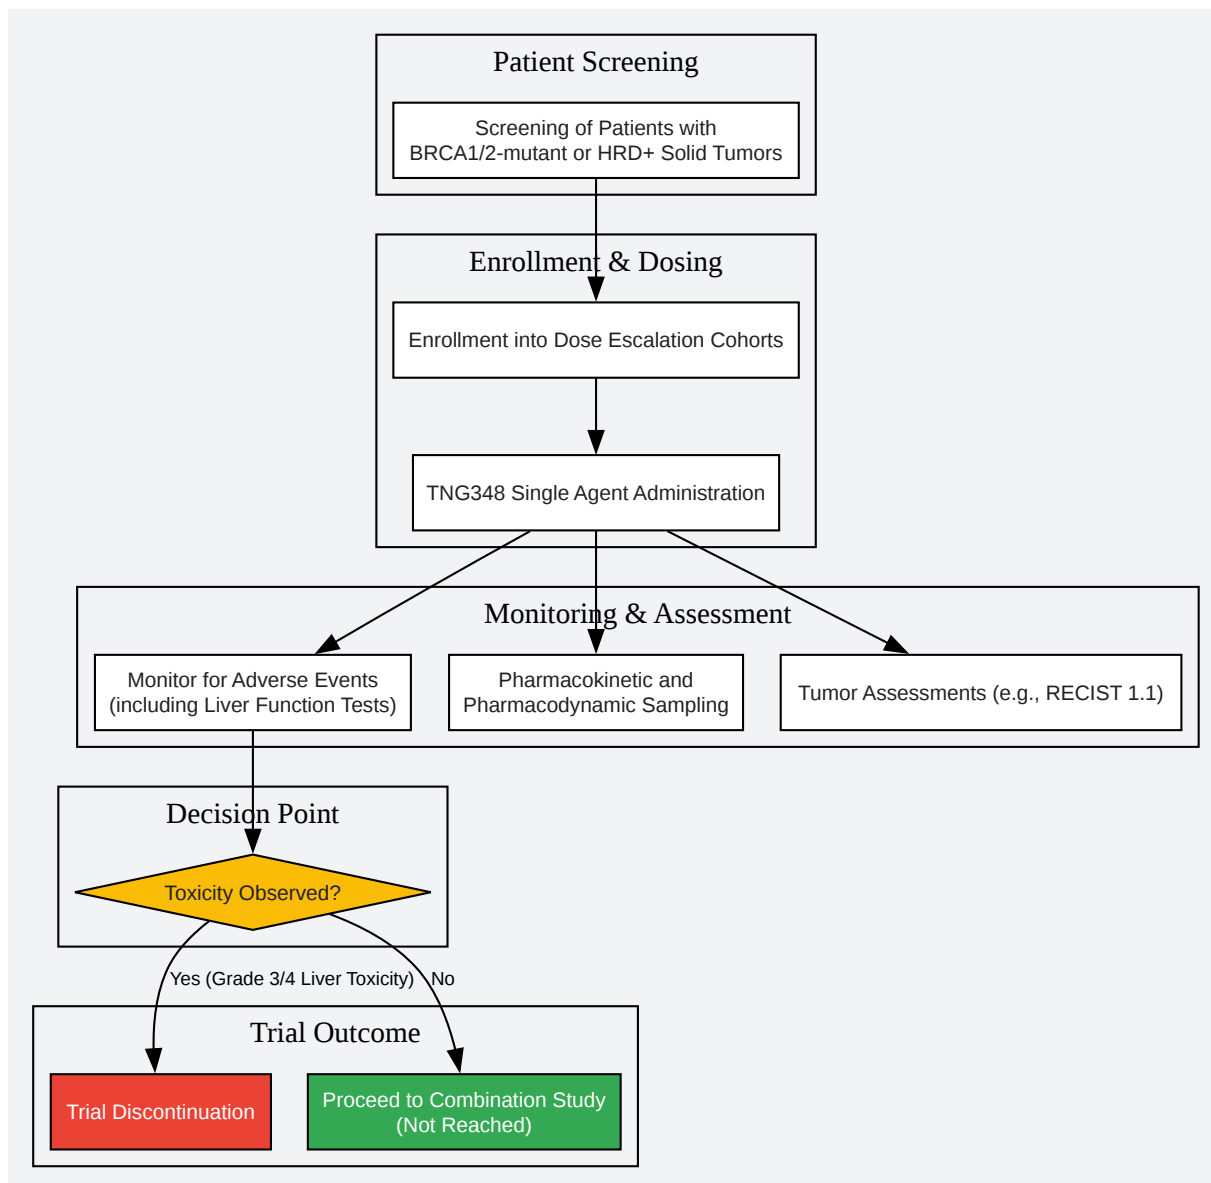 Patient Screening
Screening of Patients with
BRCA1/2-mutant or HRD+ Solid Tumors
Enrollment & Dosing
Enrollment into Dose Escalation Cohorts
TNG348 Single Agent Administration
Monitoring & Assessment
Monitor for Adverse Events
(including Liver Function Tests)
Pharmacokinetic and
Pharmacodynamic Sampling
Tumor Assessments (e.g., RECIST 1.1)
Decision Point
Toxicity Observed?
Yes (Grade 3/4 Liver Toxicity)
No
Trial Outcome
Trial Discontinuation
Proceed to Combination Study
(Not Reached)